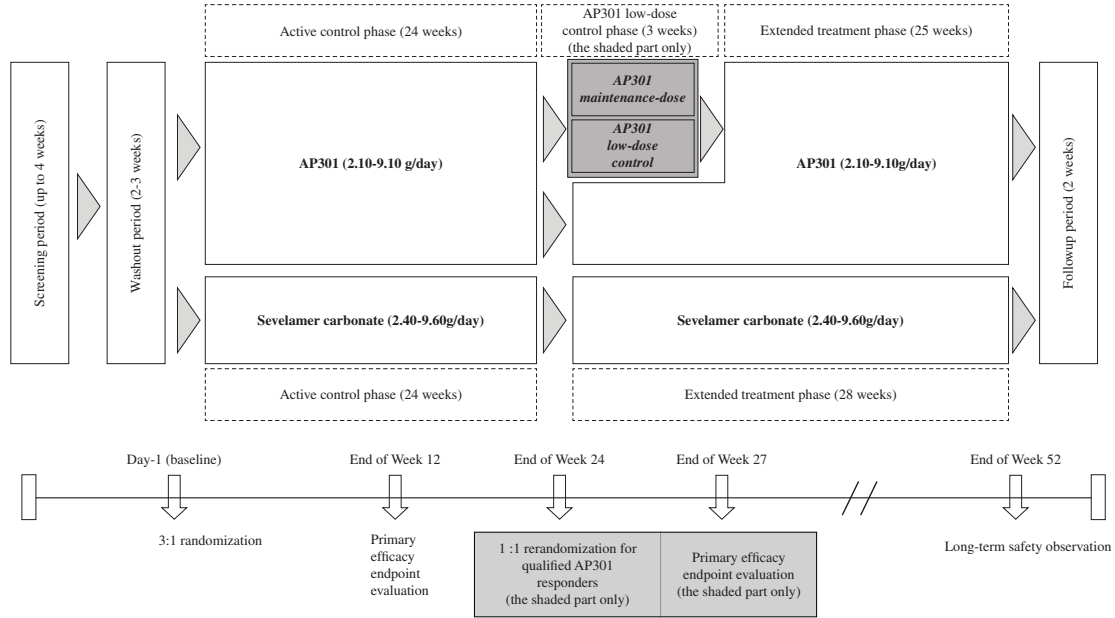 Active control phase (24 weeks)
AP301 low-dose
control phase (3 weeks)
(the shaded part only)
Extended treatment phase (25 weeks)
Screening period (up to 4 weeks)
Washout period (2-3 weeks)
AP301 (2.10-9.10 g/day)
AP301
maintenance-dose
AP301
low-dose
control
AP301 (2.10-9.10g/day)
Followup period (2 weeks)
Sevelamer carbonate (2.40-9.60g/day)
Sevelamer carbonate (2.40-9.60g/day)
Active control phase (24 weeks)
Extended treatment phase (28 weeks)
Day-1 (baseline)
End of Week 12
End of Week 24
End of Week 27
End of Week 52
3:1 randomization
Primary
efficacy
endpoint
evaluation
1 :1 rerandomization for
qualified AP301
responders
(the shaded part only)
Primary efficacy
endpoint evaluation
(the shaded part only)
Long-term safety observation